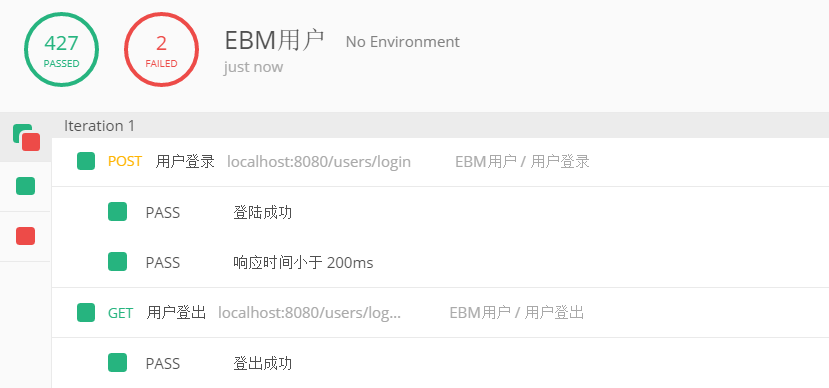 427 PASSED
2 FAILED
EBM用户 No Environment
just now
Iteration 1
POST 用户登录 localhost:8080/users/login EBM用户 / 用户登录
PASS 登陆成功
PASS 响应时间小于 200ms
GET 用户登出 localhost:8080/users/log... EBM用户 / 用户登出
PASS 登出成功